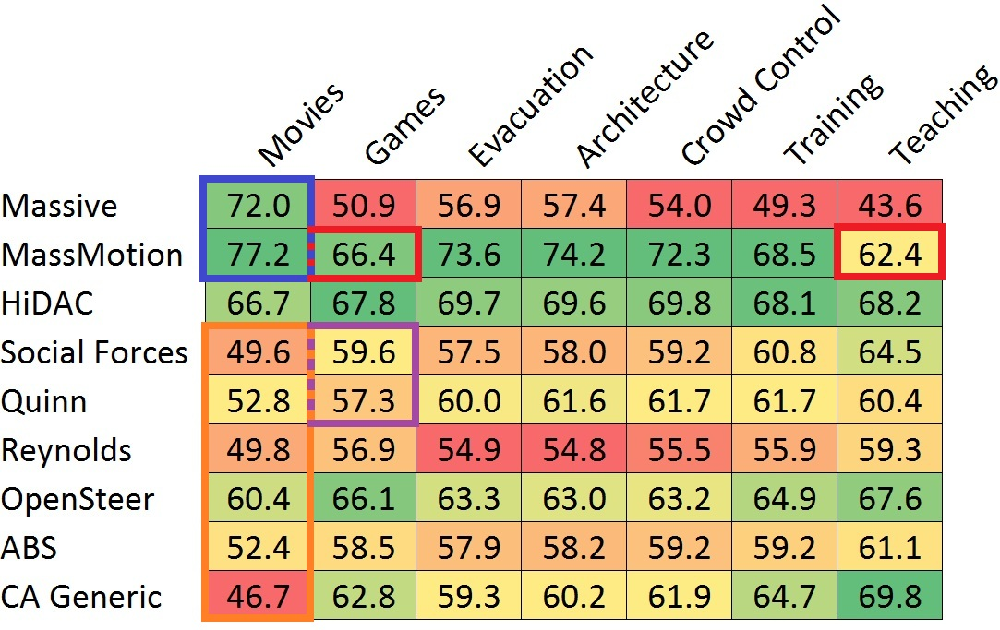 Movies Games Evacuation Architecture Crowd Control Training Teaching
Massive 72.0 50.9 56.9 57.4 54.0 49.3 43.6
MassMotion 77.2 66.4 73.6 74.2 72.3 68.5 62.4
HiDAC 66.7 67.8 69.7 69.6 69.8 68.1 68.2
Social Forces 49.6 59.6 57.5 58.0 59.2 60.8 64.5
Quinn 52.8 57.3 60.0 61.6 61.7 61.7 60.4
Reynolds 49.8 56.9 54.9 54.8 55.5 55.9 59.3
OpenSteer 60.4 66.1 63.3 63.0 63.2 64.9 67.6
ABS 52.4 58.5 57.9 58.2 59.2 59.2 61.1
CA Generic 46.7 62.8 59.3 60.2 61.9 64.7 69.8